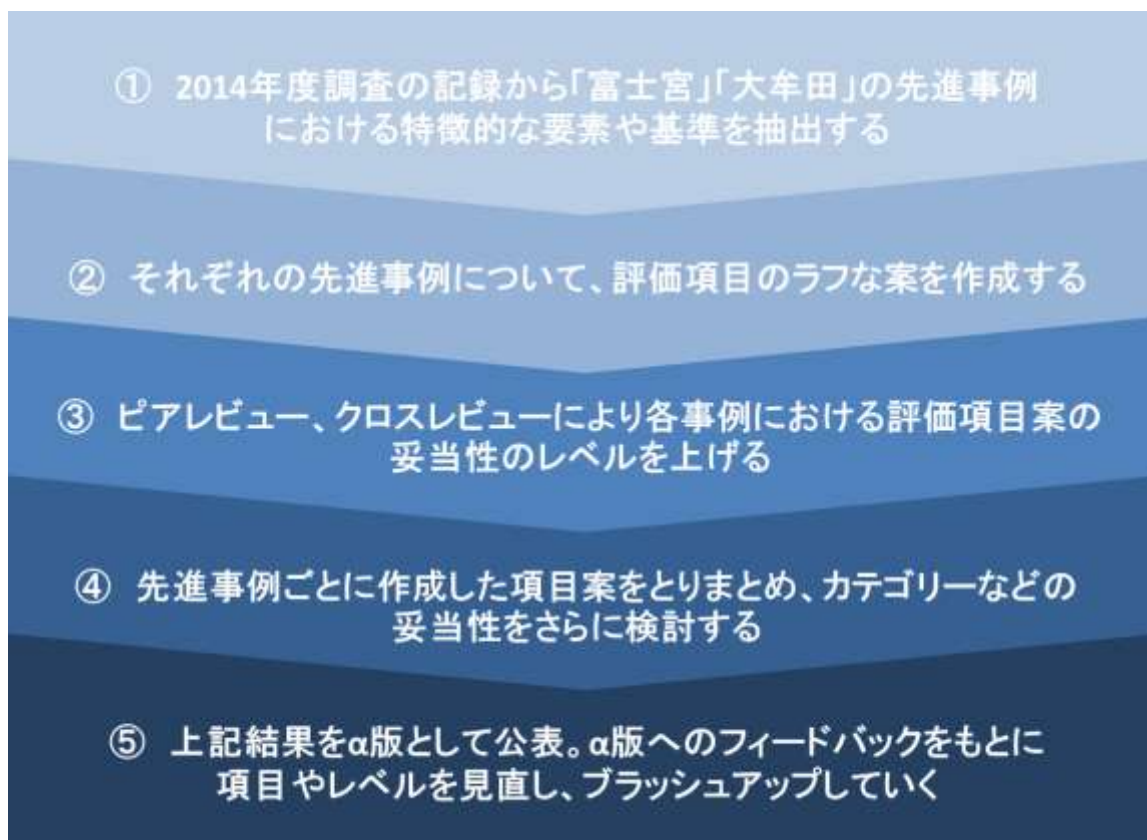 ① 2014年度調査の記録から「富士宮」「大牟田」の先進事例
における特徴的な要素や基準を抽出する
② それぞれの先進事例について、評価項目のラフな案を作成する
③ ピアレビュー、クロスレビューにより各事例における評価項目案の
妥当性のレベルを上げる
④ 先進事例ごとに作成した項目案をとりまとめ、カテゴリーなどの
妥当性をさらに検討する
⑤ 上記結果をα版として公表。α版へのフィードバックをもとに
項目やレベルを見直し、ブラッシュアップしていく